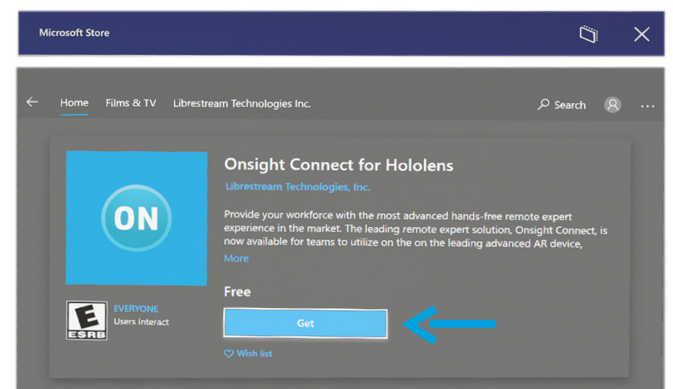 Microsoft Store
Home Films & TV Librestream Technologies Inc. Search
ON
Onsight Connect for Hololens
Librestream Technologies, Inc.
Provide your workforce with the most advanced hands-free remote expert
experience in the market. The leading remote expert solution, Onsight Connect, is
now available for teams to utilize on the on the leading advanced AR device,
More
E
ESRB
EVERYONE
Users Interact
Free
Get
Wish list